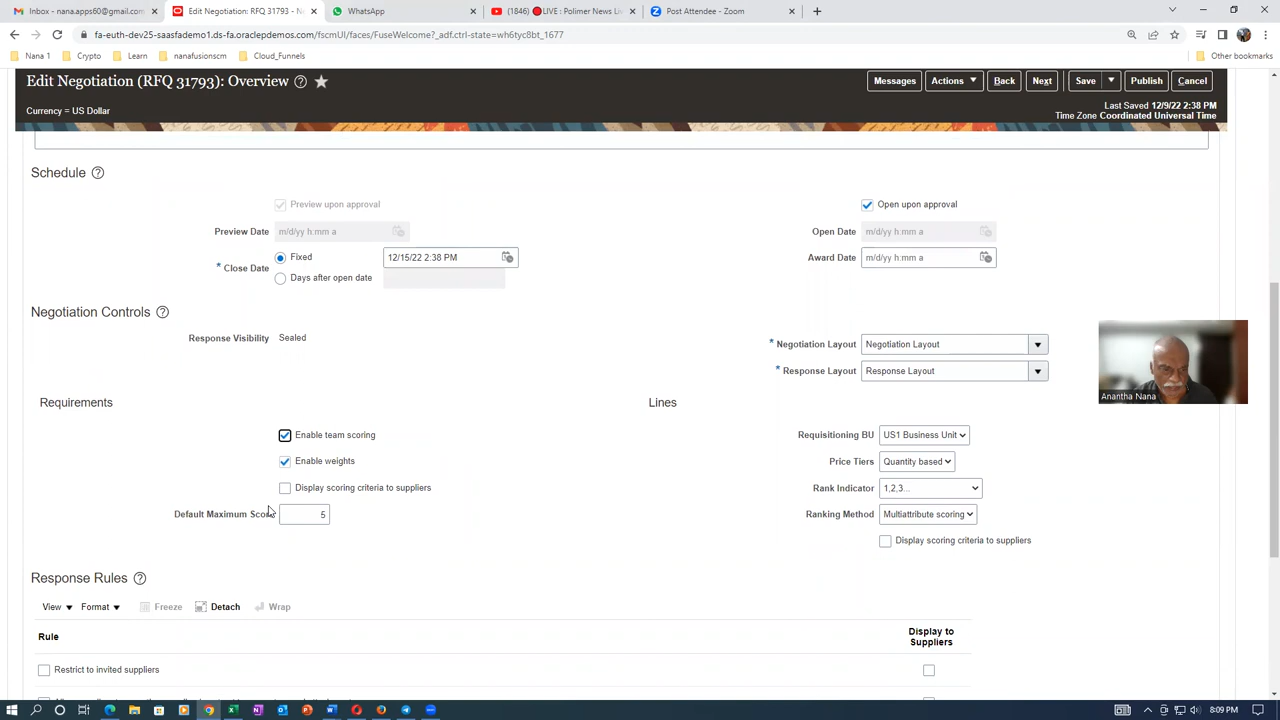 Inbox - nana.apps60@gmail.com
Edit Negotiation: RFQ 31793 - N
WhatsApp
(1846) LIVE : Polimer News Li
Post Attendee - Zoom
fa-euth-dev25-saasfademo1.ds-fa.oraclepdemos.com/fscmUI/faces/FuseWelcome?_adf.ctrl-state=wh6tyc8bt_1677
Nana 1 Crypto Learn nanafusionscm Cloud_Funnels Other bookmarks
Edit Negotiation (RFQ 31793): Overview
Messages Actions Back Next Save Publish Cancel
Currency = US Dollar
Last Saved 12/9/22 2:38 PM
Time Zone Coordinated Universal Time
Schedule
Preview upon approval
Open upon approval
Preview Date m/d/yy h:mm a
Open Date m/d/yy h:mm a
* Close Date
Fixed 12/15/22 2:38 PM
Days after open date
Award Date m/d/yy h:mm a
Negotiation Controls
Response Visibility Sealed
* Negotiation Layout Negotiation Layout
* Response Layout Response Layout
Requirements
Lines
Enable team scoring
Requisitioning BU US1 Business Unit
Enable weights
Price Tiers Quantity based
Display scoring criteria to suppliers
Rank Indicator 1,2,3...
Default Maximum Score 5
Ranking Method Multiattribute scoring
Display scoring criteria to suppliers
Anantha Nana
Response Rules
View Format Freeze Detach Wrap
Rule
Display to
Suppliers
Restrict to invited suppliers
8:09 PM